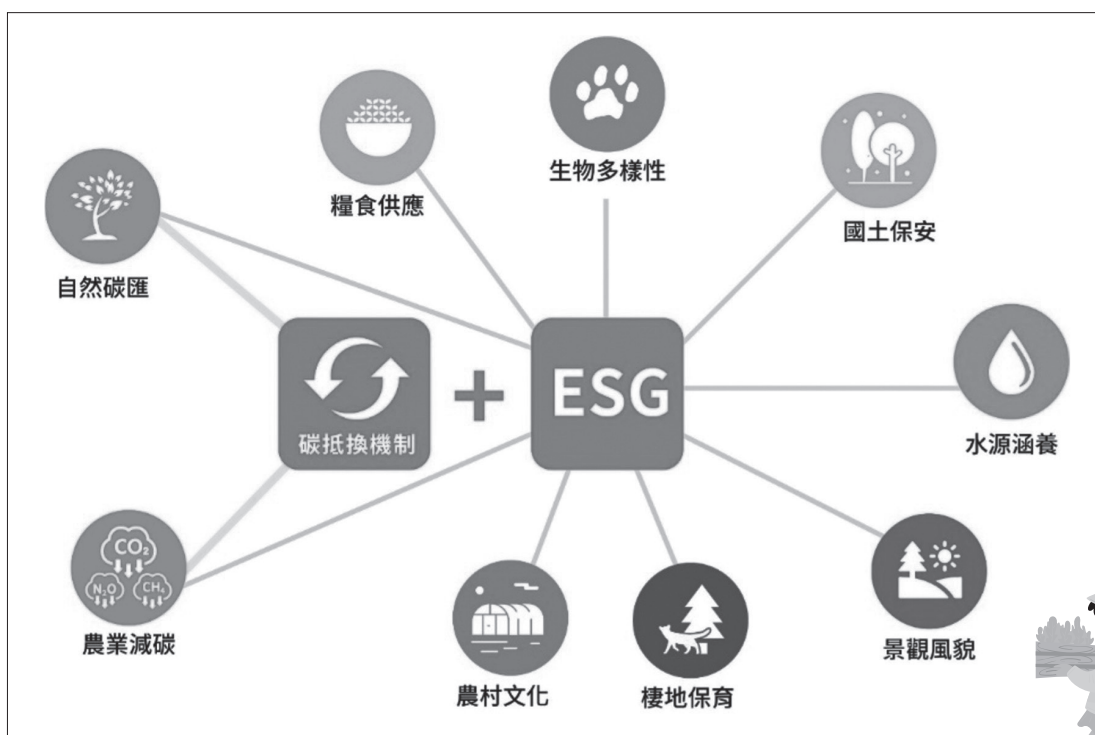 生物多樣性
糧食供應
國土保安
自然碳匯
碳抵換機制
+
ESG
水源涵養
CO₂
N₂O
CH₄
農業減碳
農村文化
棲地保育
景觀風貌